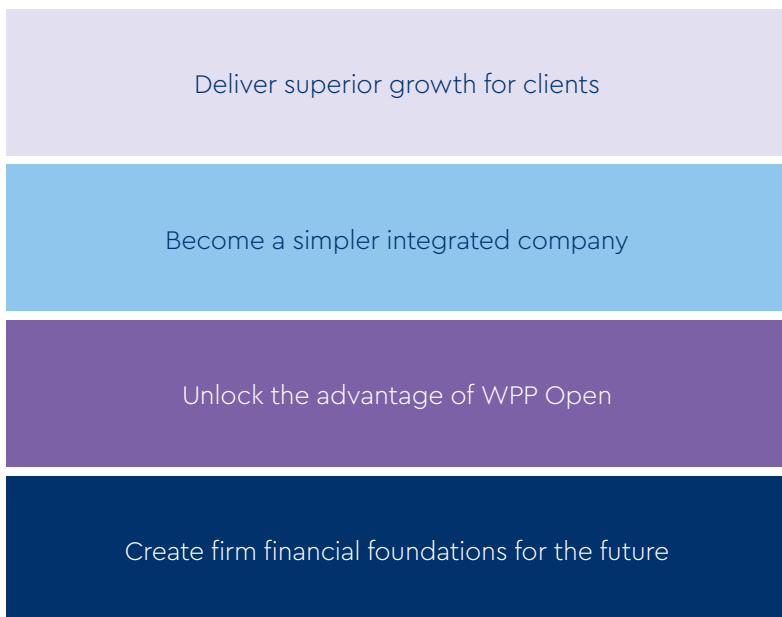 Deliver superior growth for clients
Become a simpler integrated company
Unlock the advantage of WPP Open
Create firm financial foundations for the future